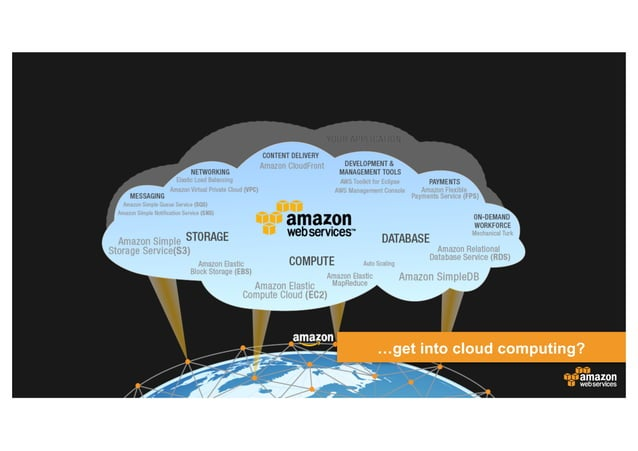 YOUR APPLICATION
CONTENT DELIVERY
Amazon CloudFront
DEVELOPMENT &
MANAGEMENT TOOLS
AWS Toolkit for Eclipse
AWS Management Console
NETWORKING
Elastic Load Balancing
Amazon Virtual Private Cloud (VPC)
PAYMENTS
Amazon Flexible
Payments Service (FPS)
MESSAGING
Amazon Simple Queue Service (SQS)
Amazon Simple Notification Service (SNS)
ON-DEMAND
WORKFORCE
Mechanical Turk
amazon
webservices™
STORAGE
Amazon Simple
Storage Service(S3)
Amazon Elastic
Block Storage (EBS)
COMPUTE
Amazon Elastic
Compute Cloud (EC2)
Auto Scaling
Amazon Elastic
MapReduce
DATABASE
Amazon Relational
Database Service (RDS)
Amazon SimpleDB
amazon
...get into cloud computing?
amazon
webservices